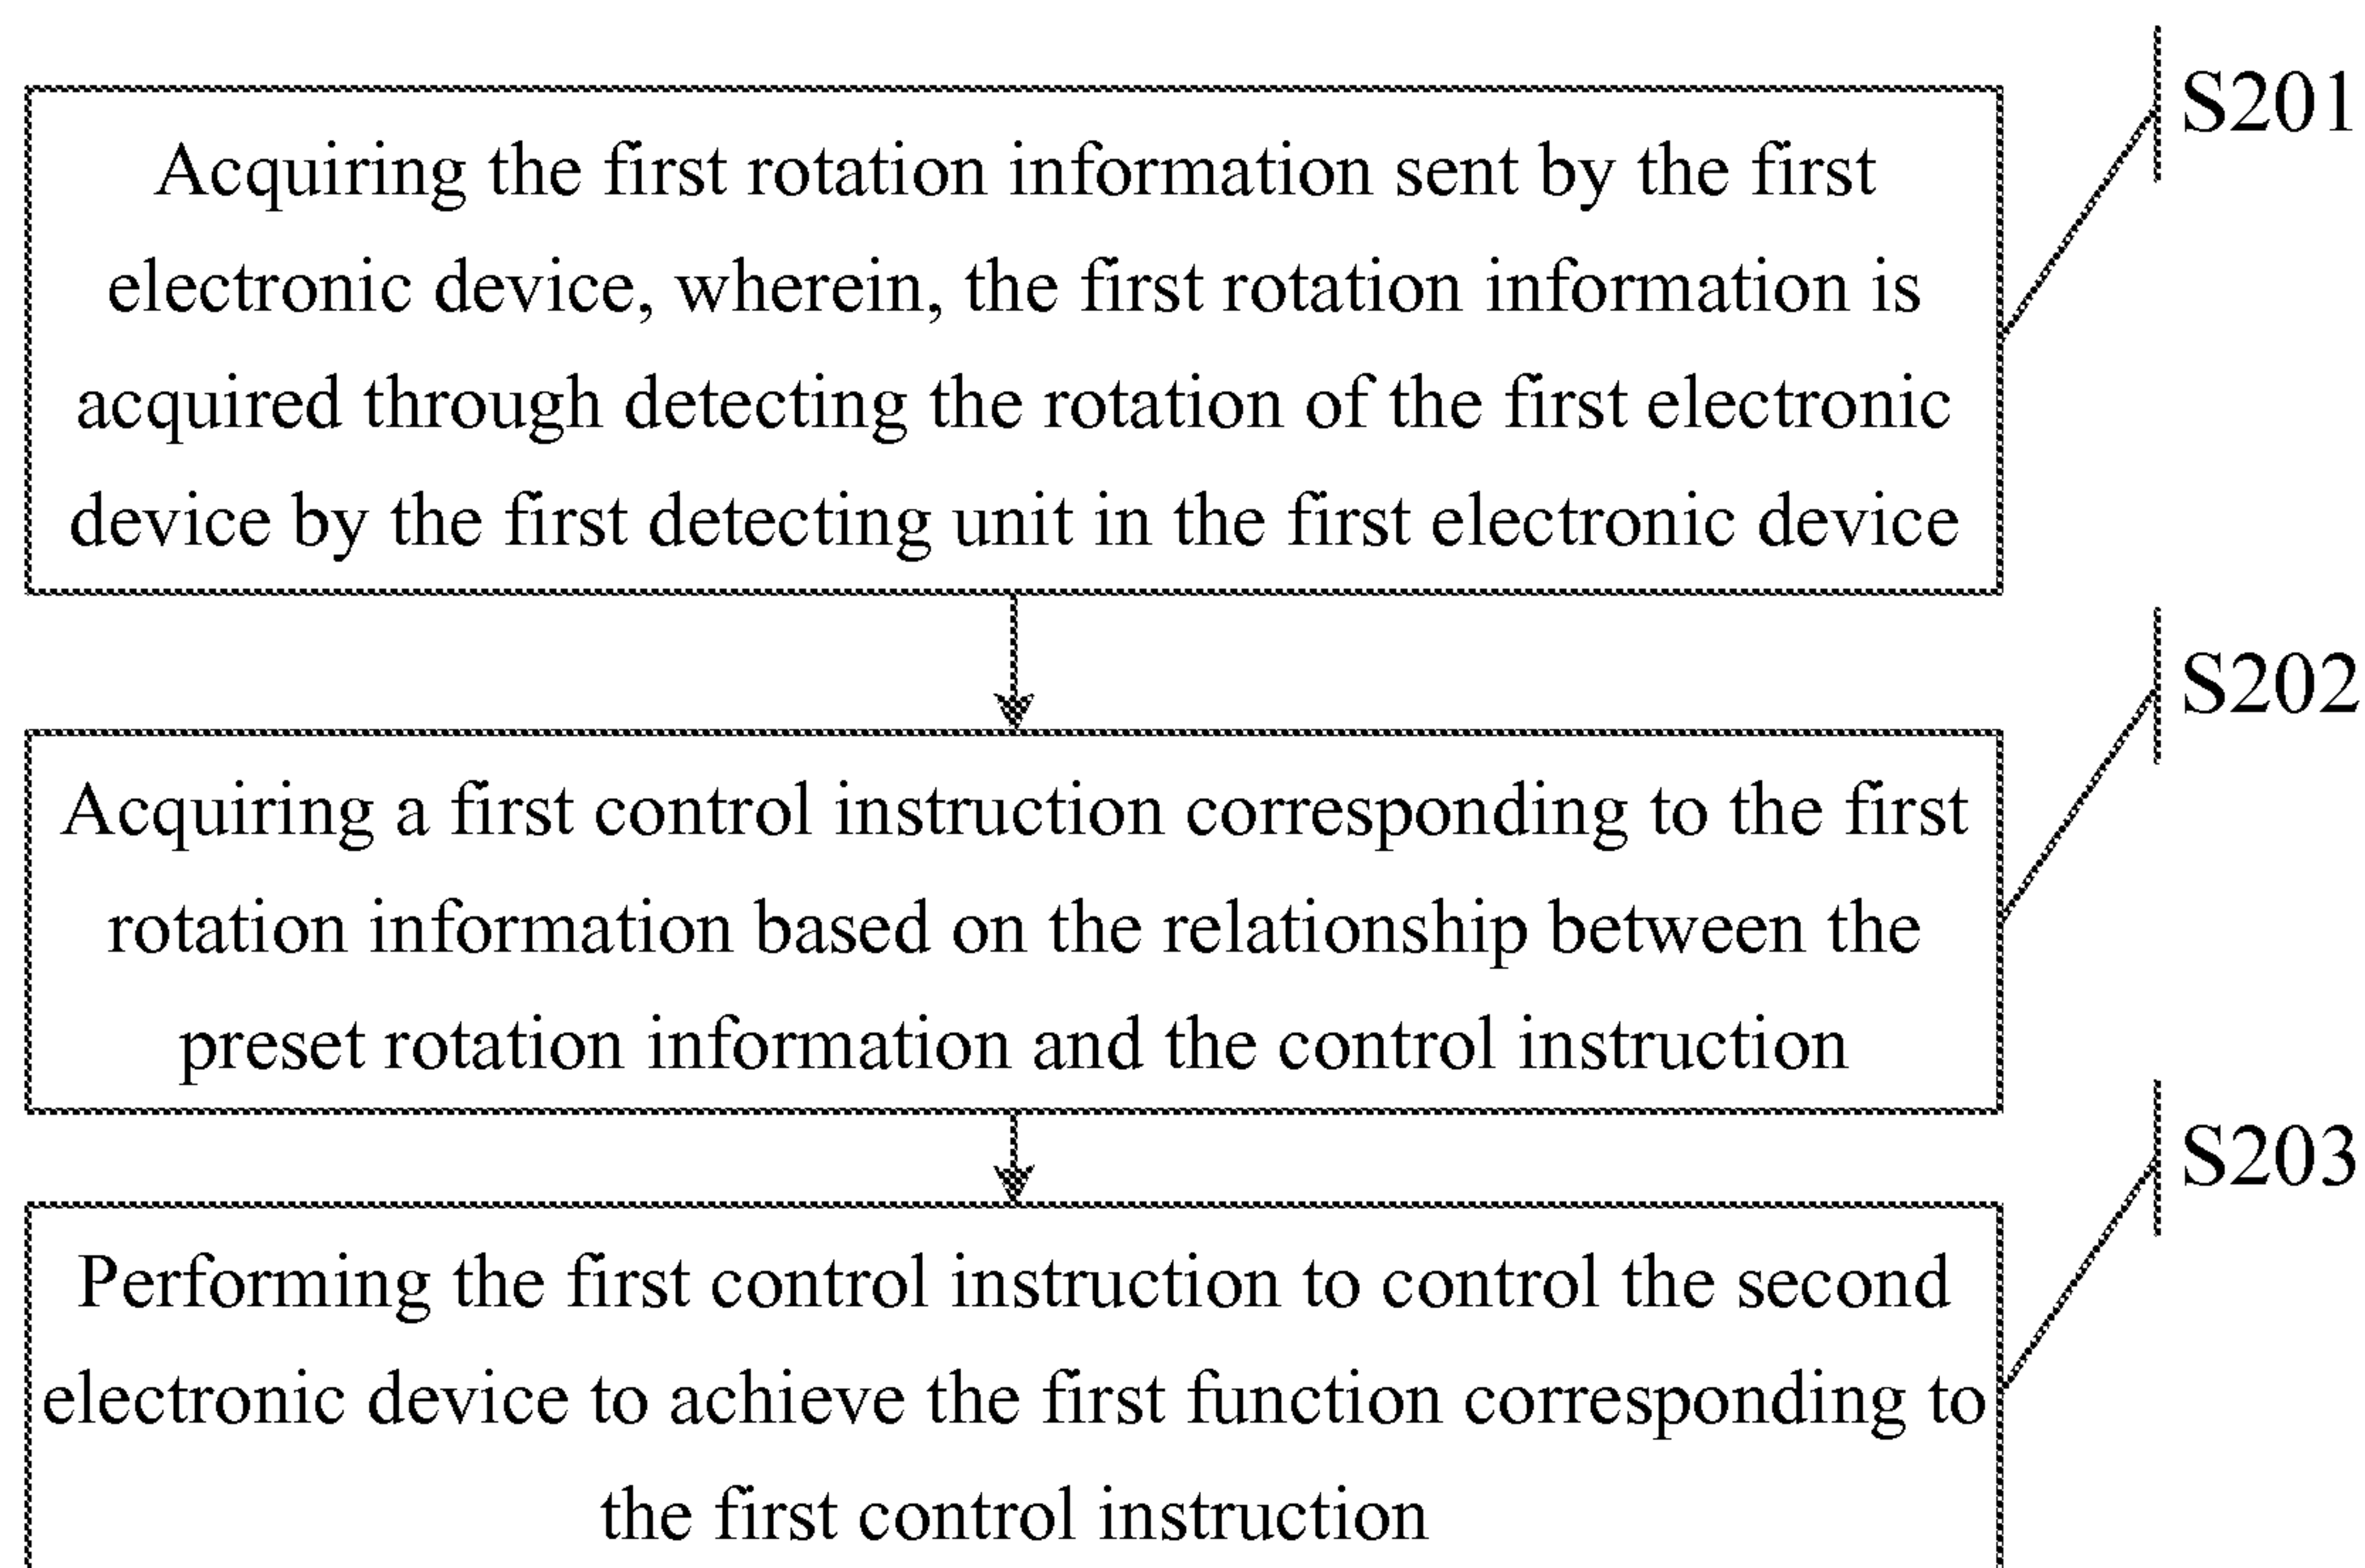 S201
Acquiring the first rotation information sent by the first
electronic device, wherein, the first rotation information is
acquired through detecting the rotation of the first electronic
device by the first detecting unit in the first electronic device
S202
Acquiring a first control instruction corresponding to the first
rotation information based on the relationship between the
preset rotation information and the control instruction
S203
Performing the first control instruction to control the second
electronic device to achieve the first function corresponding to
the first control instruction